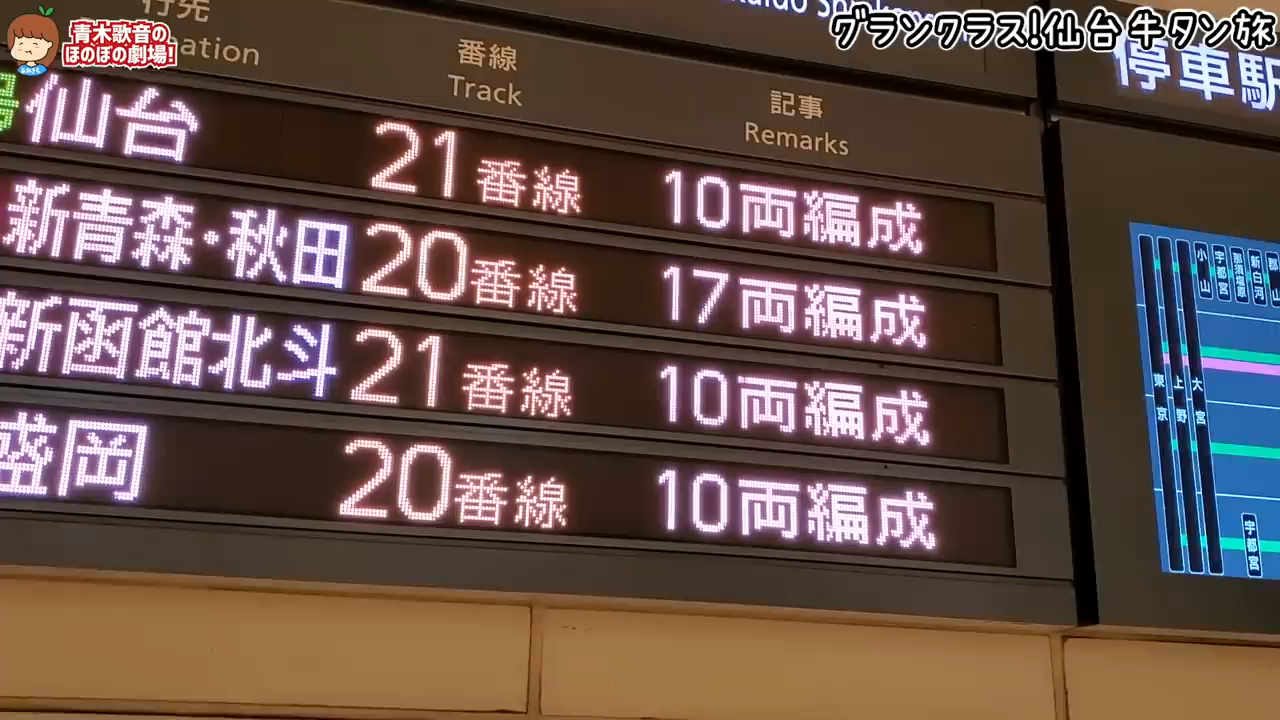 青木歌音の
ほのぼの劇場!
グランクラス!仙台牛タン旅
行先
番線
Track
記事
Remarks
停車駅
仙台 21番線 10両編成
新青森・秋田 20番線 17両編成
新函館北斗 21番線 10両編成
盛岡 20番線 10両編成
東京
上野
大宮
小山
宇都宮
那須塩原
新白河
郡山
宇都宮